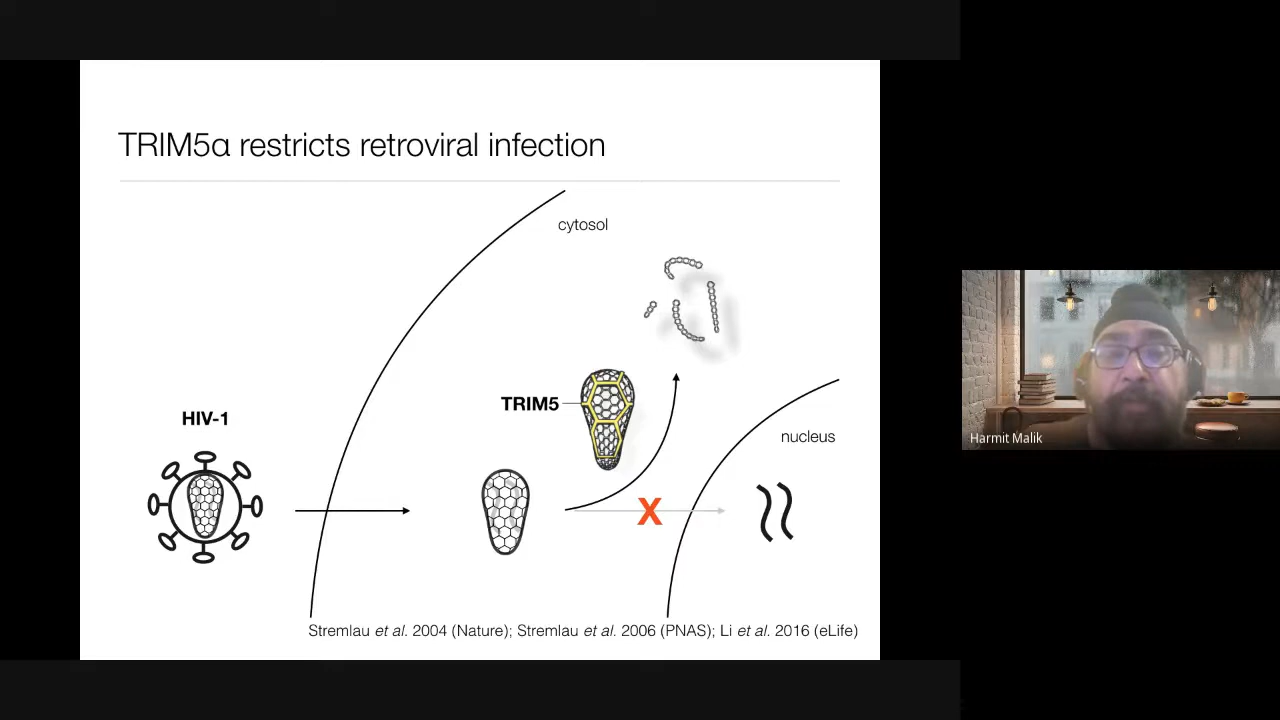 TRIM5α restricts retroviral infection
cytosol
TRIM5
HIV-1
nucleus
X
Stremlau et al. 2004 (Nature); Stremlau et al. 2006 (PNAS); Li et al. 2016 (eLife)
Harmit Malik